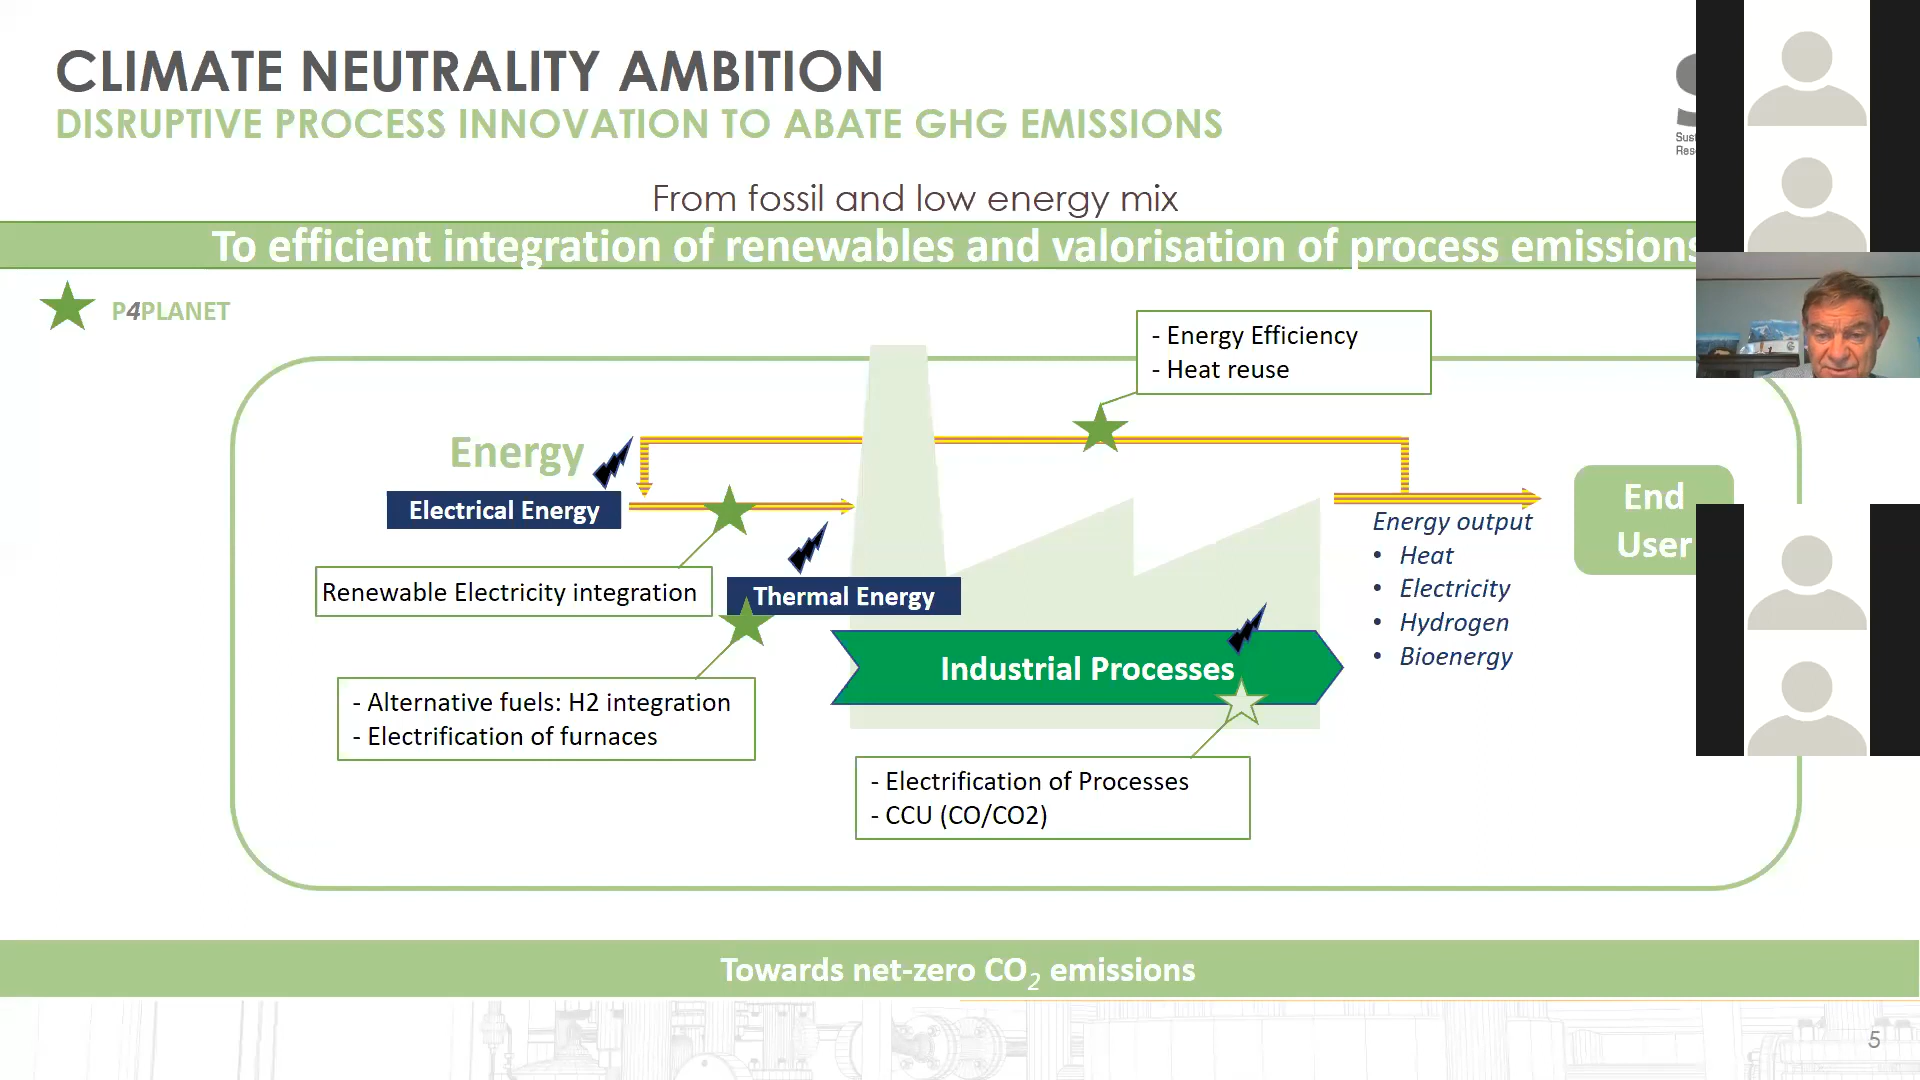 CLIMATE NEUTRALITY AMBITION
DISRUPTIVE PROCESS INNOVATION TO ABATE GHG EMISSIONS
From fossil and low energy mix
To efficient integration of renewables and valorisation of process emissions
P4PLANET
- Energy Efficiency
- Heat reuse
Energy
Electrical Energy
Renewable Electricity integration
Thermal Energy
- Alternative fuels: H2 integration
- Electrification of furnaces
Industrial Processes
- Electrification of Processes
- CCU (CO/CO2)
Energy output
• Heat
• Electricity
• Hydrogen
• Bioenergy
End
User
Towards net-zero CO2 emissions
5